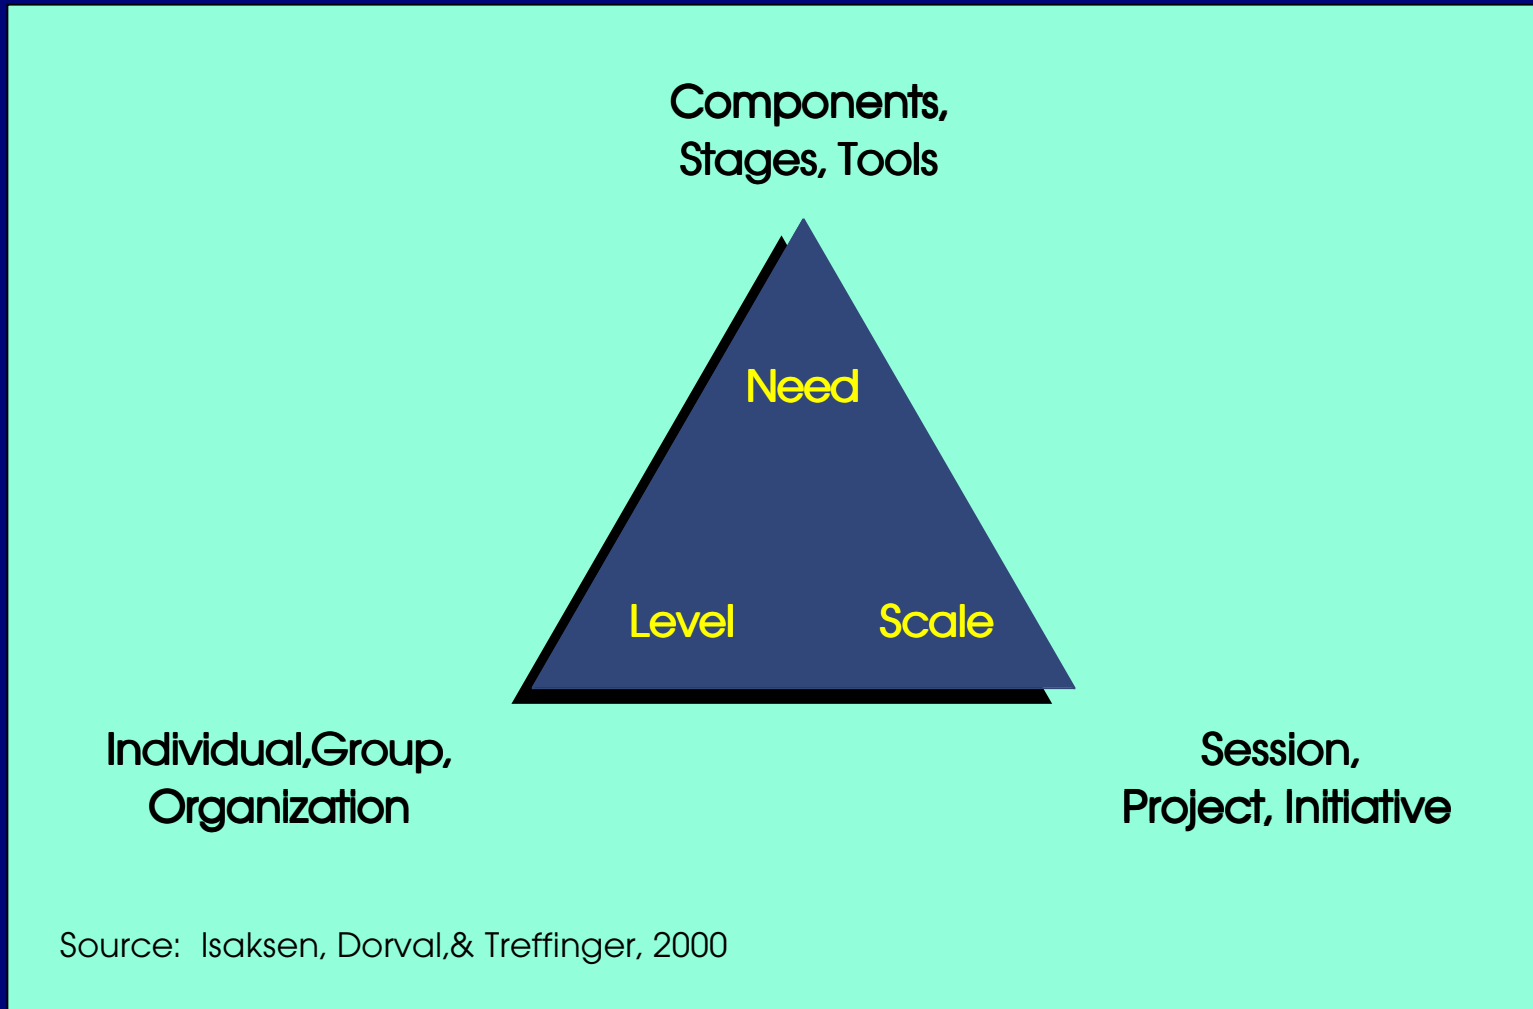 Components,
Stages, Tools
Need
Level
Scale
Individual,Group,
Organization
Session,
Project, Initiative
Source: Isaksen, Dorval,& Treffinger, 2000